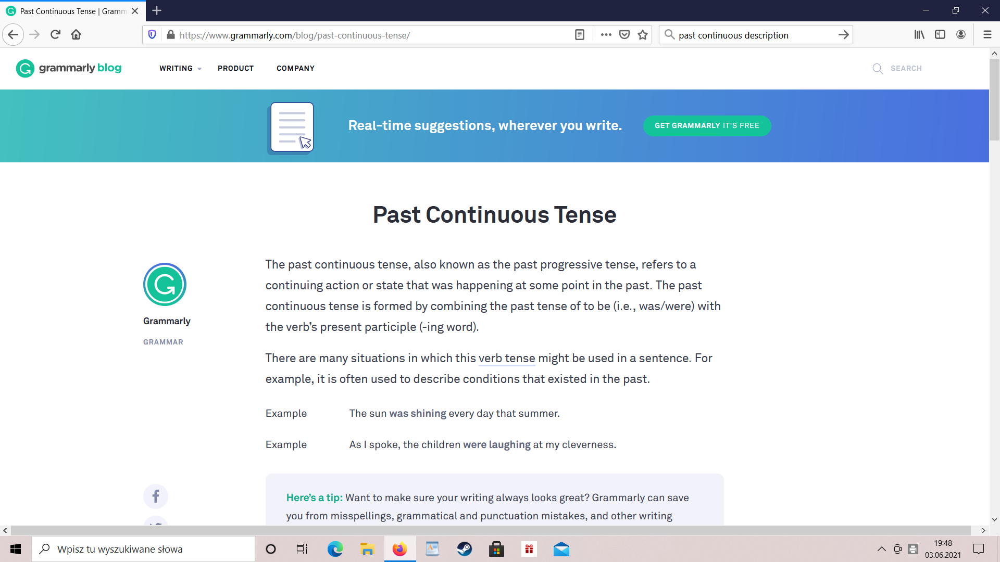 Past Continuous Tense | Gramm
https://www.grammarly.com/blog/past-continuous-tense/
past continuous description
grammarly blog
WRITING
PRODUCT
COMPANY
SEARCH
Real-time suggestions, wherever you write.
GET GRAMMARLY IT'S FREE
Past Continuous Tense
Grammarly
GRAMMAR
The past continuous tense, also known as the past progressive tense, refers to a
continuing action or state that was happening at some point in the past. The past
continuous tense is formed by combining the past tense of to be (i.e., was/were) with
the verb’s present participle (-ing word).
There are many situations in which this verb tense might be used in a sentence. For
example, it is often used to describe conditions that existed in the past.
Example The sun was shining every day that summer.
Example As I spoke, the children were laughing at my cleverness.
Here’s a tip: Want to make sure your writing always looks great? Grammarly can save
you from misspellings, grammatical and punctuation mistakes, and other writing
Wpisz tu wyszukiwane słowa
19:48
03.06.2021